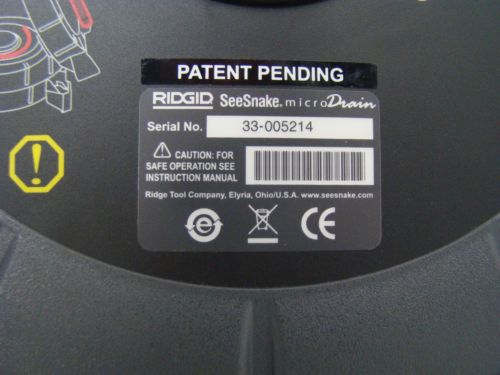 PATENT PENDING
RIDGID SeeSnake® microDrain
Serial No. 33-005214
⚠ CAUTION: FOR
SAFE OPERATION SEE
INSTRUCTION MANUAL
Ridge Tool Company, Elyria, Ohio/U.S.A. www.seesnake.com
e
CE